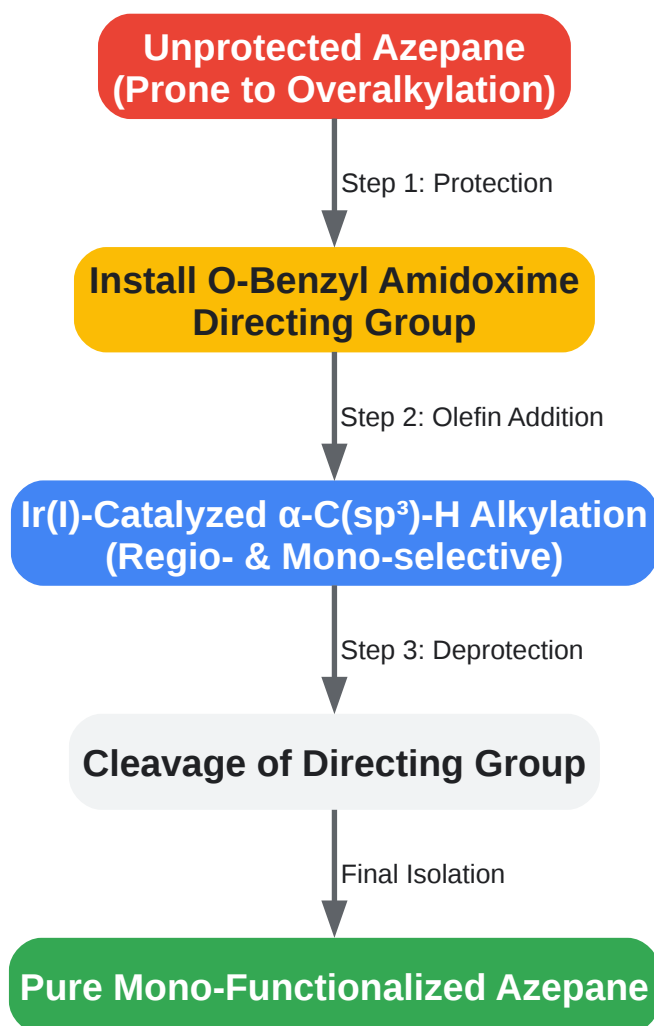 Unprotected Azepane
(Prone to Overalkylation)
Step 1: Protection
Install O-Benzyl Amidoxime
Directing Group
Step 2: Olefin Addition
Ir(I)-Catalyzed α-C(sp³)-H Alkylation
(Regio- & Mono-selective)
Step 3: Deprotection
Cleavage of Directing Group
Final Isolation
Pure Mono-Functionalized Azepane